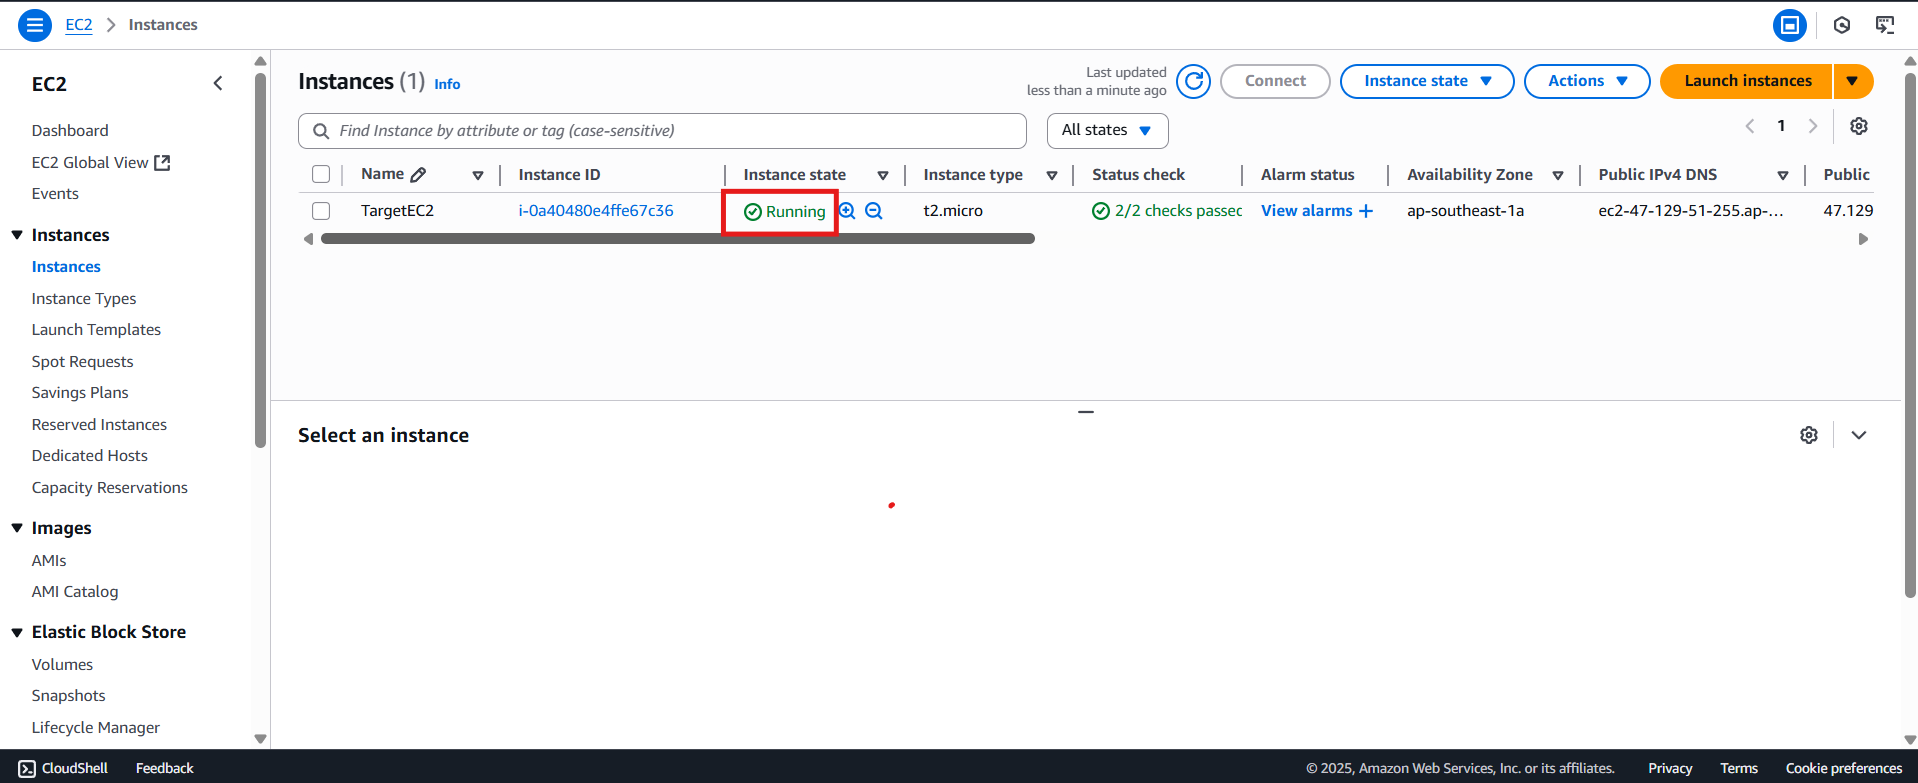 EC2 Instances
EC2
Dashboard
EC2 Global View
Events
Instances
Instances
Instance Types
Launch Templates
Spot Requests
Savings Plans
Reserved Instances
Dedicated Hosts
Capacity Reservations
Images
AMIs
AMI Catalog
Elastic Block Store
Volumes
Snapshots
Lifecycle Manager
Instances (1) Info
Last updated
less than a minute ago
Connect
Instance state
Actions
Launch instances
Find Instance by attribute or tag (case-sensitive)
All states
1
Name Instance ID Instance state Instance type Status check Alarm status Availability Zone Public IPv4 DNS Public
TargetEC2 i-0a40480e4ffe67c36 Running t2.micro 2/2 checks passed View alarms + ap-southeast-1a ec2-47-129-51-255.ap-... 47.129
Select an instance
CloudShell Feedback © 2025, Amazon Web Services, Inc. or its affiliates. Privacy Terms Cookie preferences